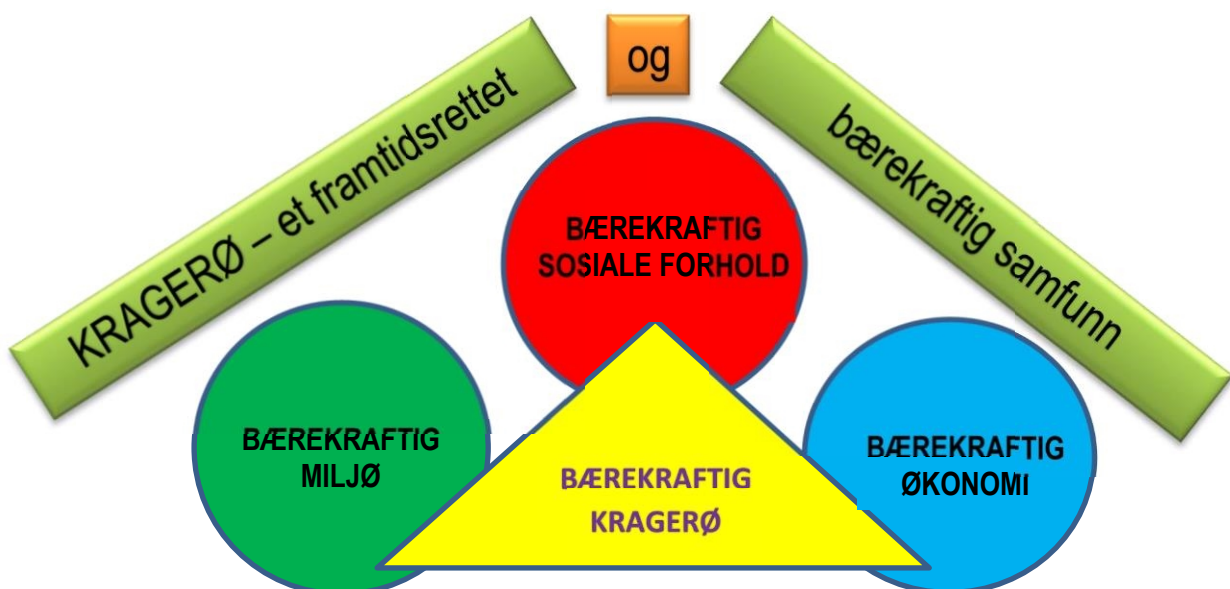 KRAGERØ – et framtidsrettet
og
bærekraftig samfunn
BÆREKRAFTIG
SOSIALE FORHOLD
BÆREKRAFTIG
MILJØ
BÆREKRAFTIG
KRAGERØ
BÆREKRAFTIG
ØKONOMI